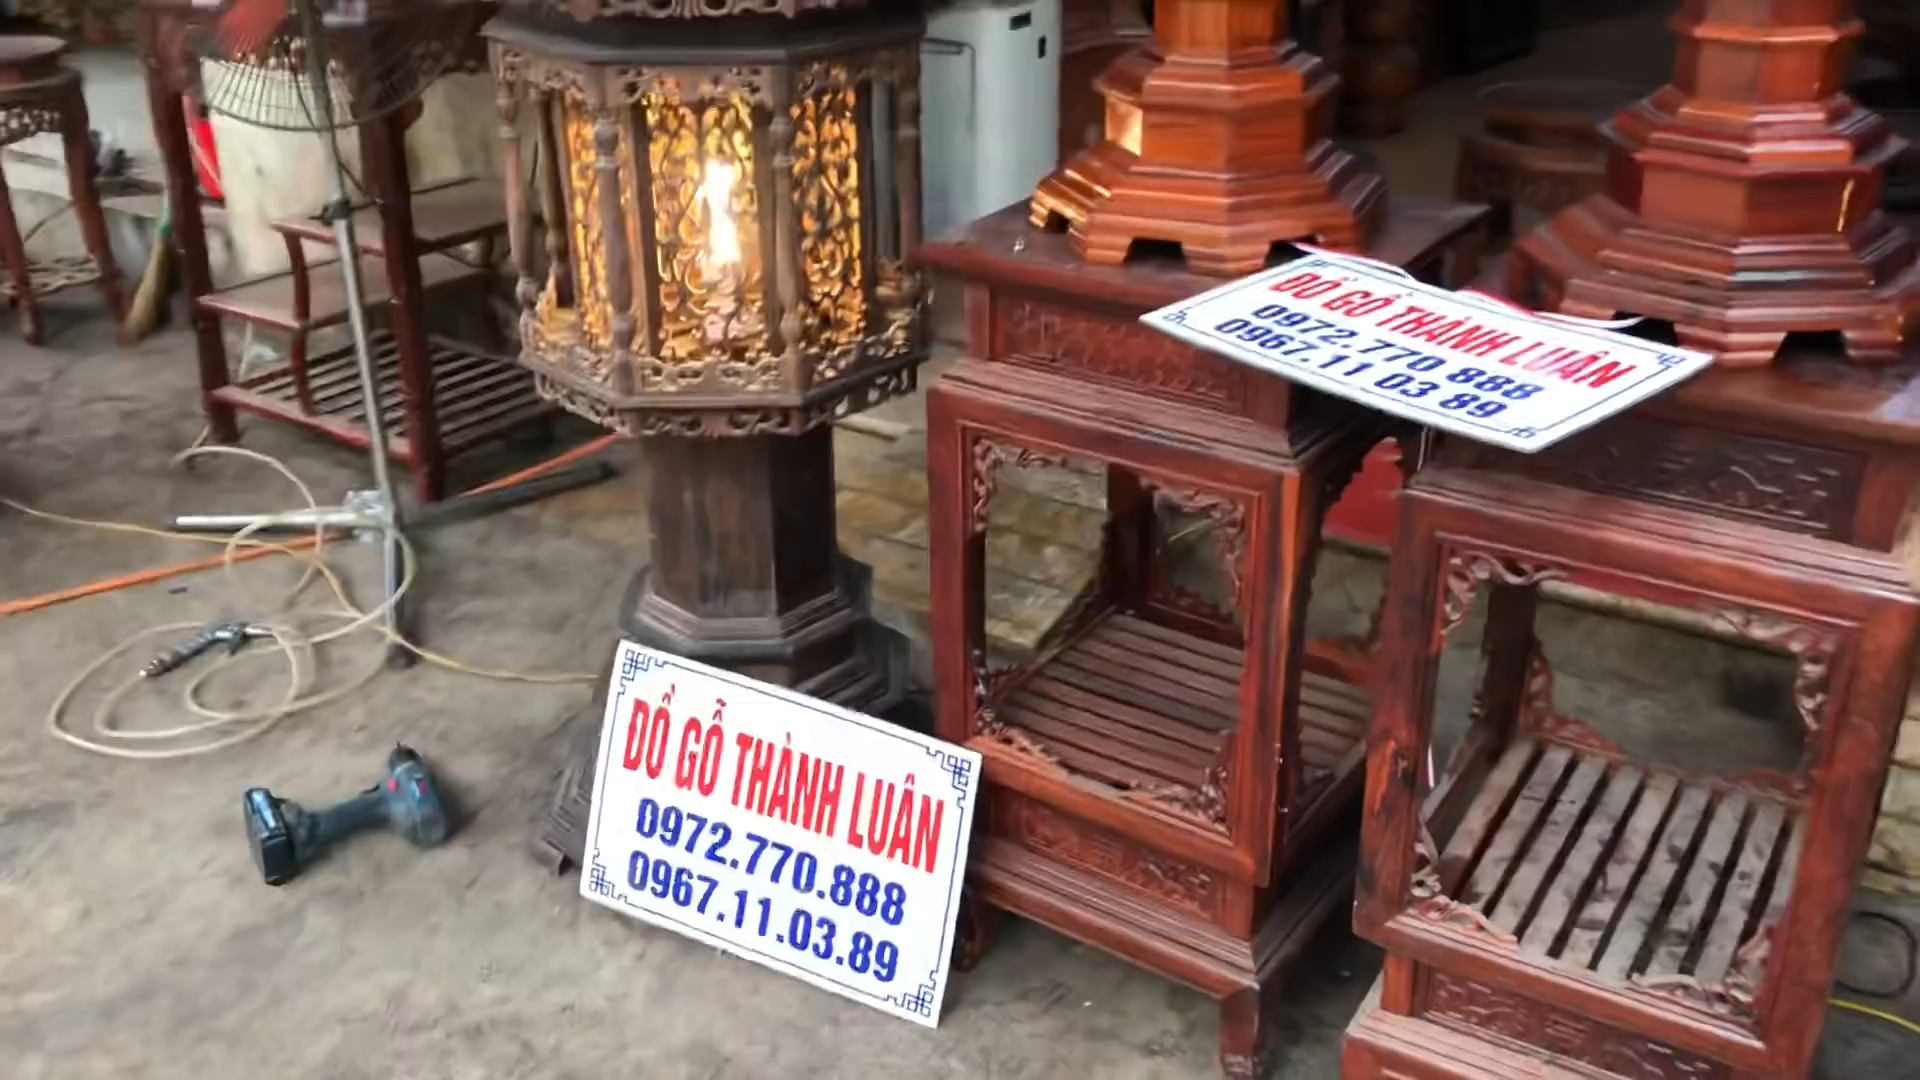 ĐỒ GỖ THÀNH LUÂN
0972.770 888
0967.11 03 89
ĐỒ GỖ THÀNH LUÂN
0972.770.888
0967.11.03.89